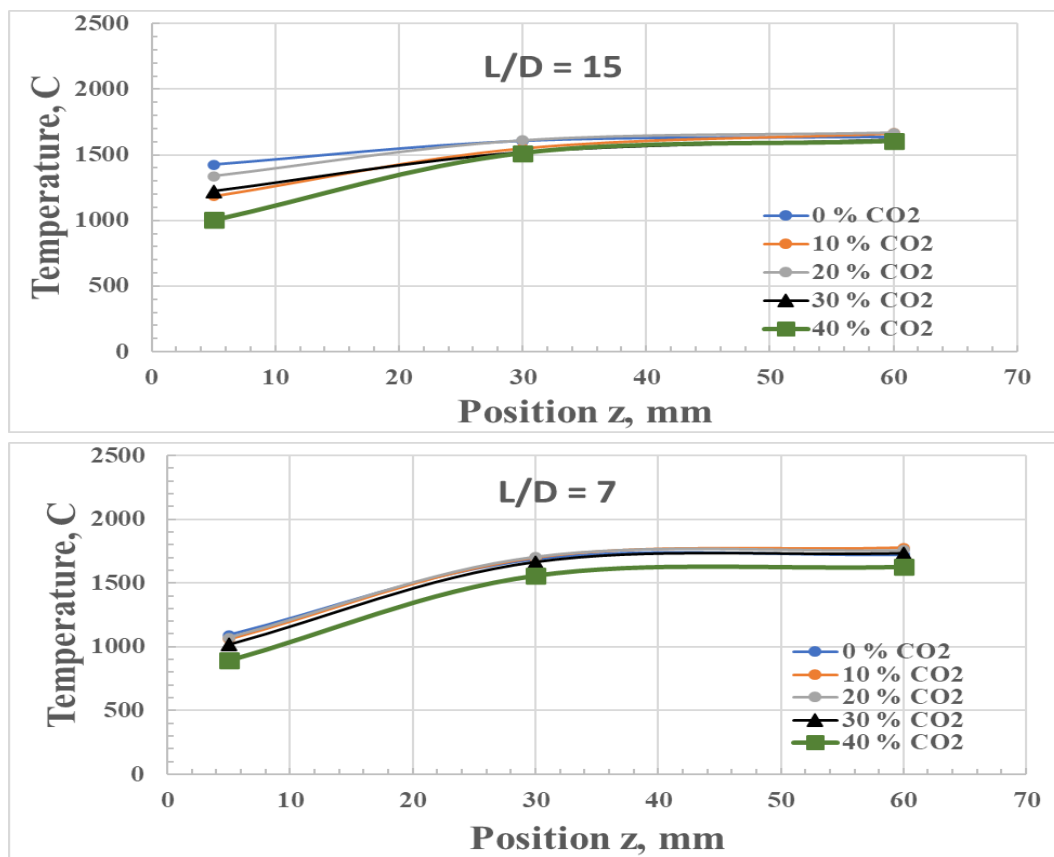 2500
2000
1500
1000
500
0
Temperature, C
L/D = 15
0 % CO2
10 % CO2
20 % CO2
30 % CO2
40 % CO2
0 10 20 30 40 50 60 70
Position z, mm
2500
2000
1500
1000
500
0
Temperature, C
L/D = 7
0 % CO2
10 % CO2
20 % CO2
30 % CO2
40 % CO2
0 10 20 30 40 50 60 70
Position z, mm